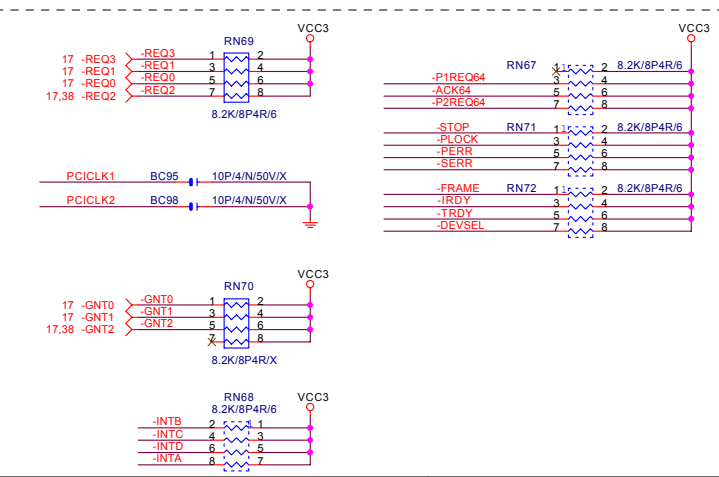 RN69
VCC3
17 -REQ3 -REQ3 1 2
17 -REQ1 -REQ1 3 4
17 -REQ0 -REQ0 5 6
17,38 -REQ2 -REQ2 7 8
8.2K/8P4R/6
PCICLK1 BC95 10P/4/N/50V/X
PCICLK2 BC98 10P/4/N/50V/X
RN70
VCC3
17 -GNT0 -GNT0 1 2
17 -GNT1 -GNT1 3 4
17,38 -GNT2 -GNT2 5 6
7 8
8.2K/8P4R/X
RN68
VCC3
8.2K/8P4R/6
-INTB 2 1 1
-INTC 4 3
-INTD 6 5
-INTA 8 7
VCC3
RN67 1 1 2 8.2K/8P4R/6
-P1REQ64 3 4
-ACK64 5 6
-P2REQ64 7 8
-STOP RN71 1 1 2 8.2K/8P4R/6
-PLOCK 3 4
-PERR 5 6
-SERR 7 8
-FRAME RN72 1 1 2 8.2K/8P4R/6
-IRDY 3 4
-TRDY 5 6
-DEVSEL 7 8